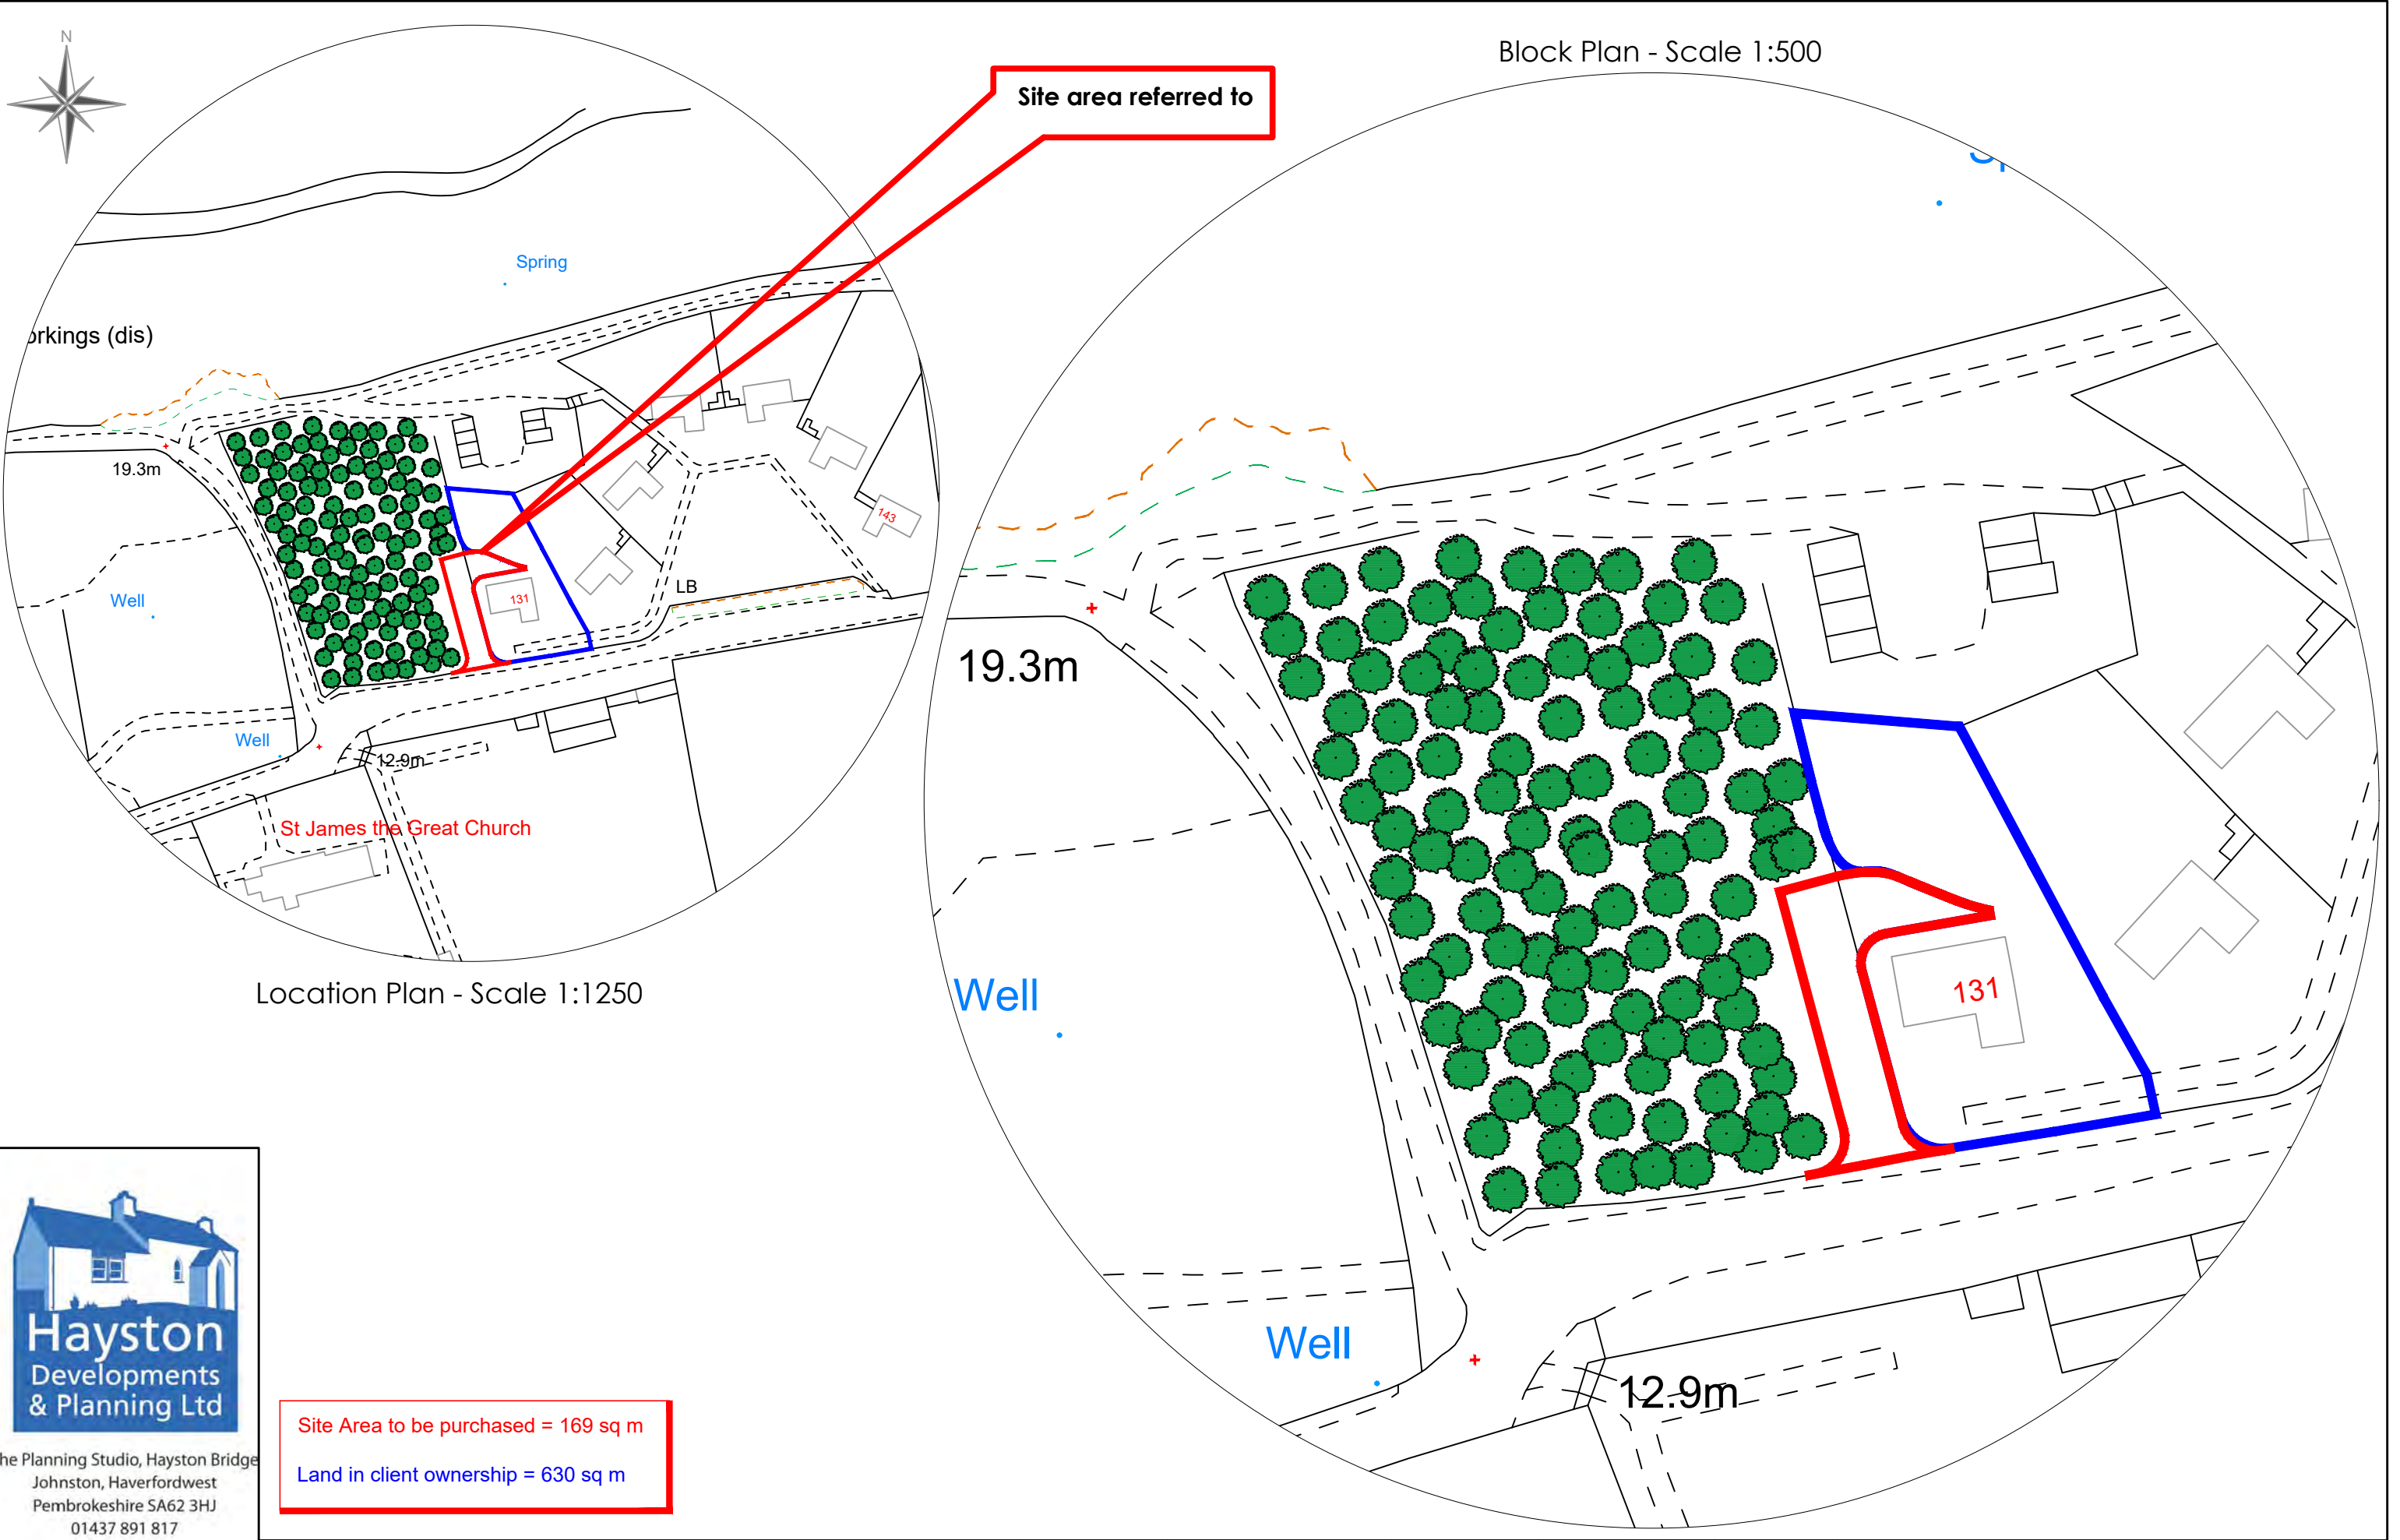 N
Block Plan - Scale 1:500
Site area referred to
Spring
orkings (dis)
19.3m
143
Well
131
LB
Well
12.9m
St James the Great Church
Location Plan - Scale 1:1250
19.3m
Well
131
Well
12.9m
Hayston
Developments
& Planning Ltd
he Planning Studio, Hayston Bridge
Johnston, Haverfordwest
Pembrokeshire SA62 3HJ
01437 891 817
Site Area to be purchased = 169 sq m
Land in client ownership = 630 sq m